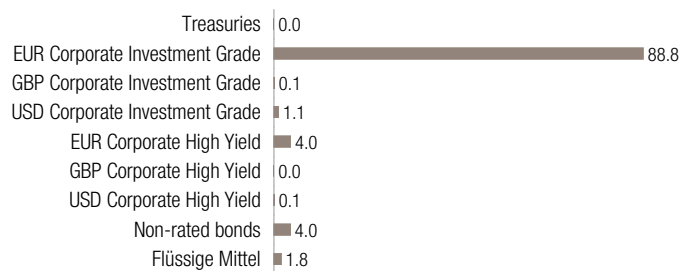 Treasuries 0.0
EUR Corporate Investment Grade 88.8
GBP Corporate Investment Grade 0.1
USD Corporate Investment Grade 1.1
EUR Corporate High Yield 4.0
GBP Corporate High Yield 0.0
USD Corporate High Yield 0.1
Non-rated bonds 4.0
Flüssige Mittel 1.8